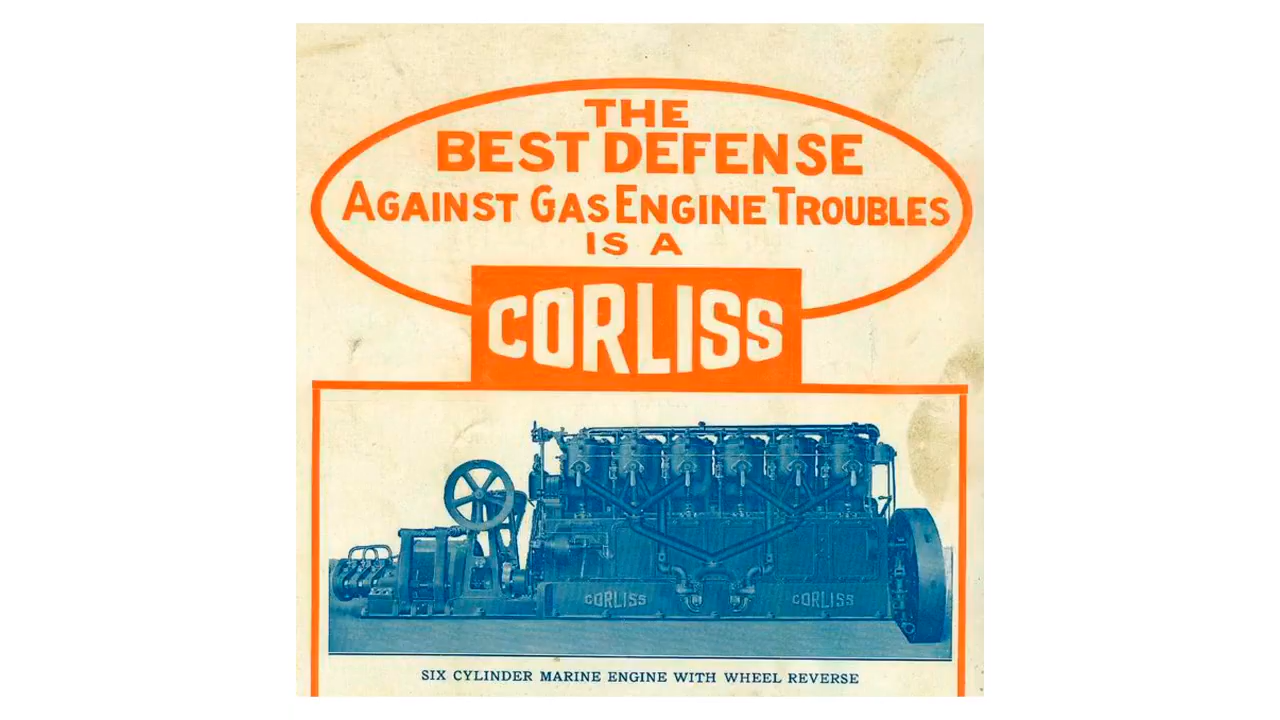 THE
BEST DEFENSE
AGAINST GAS ENGINE TROUBLES
IS A
CORLISS
CORLISS CORLISS
SIX CYLINDER MARINE ENGINE WITH WHEEL REVERSE